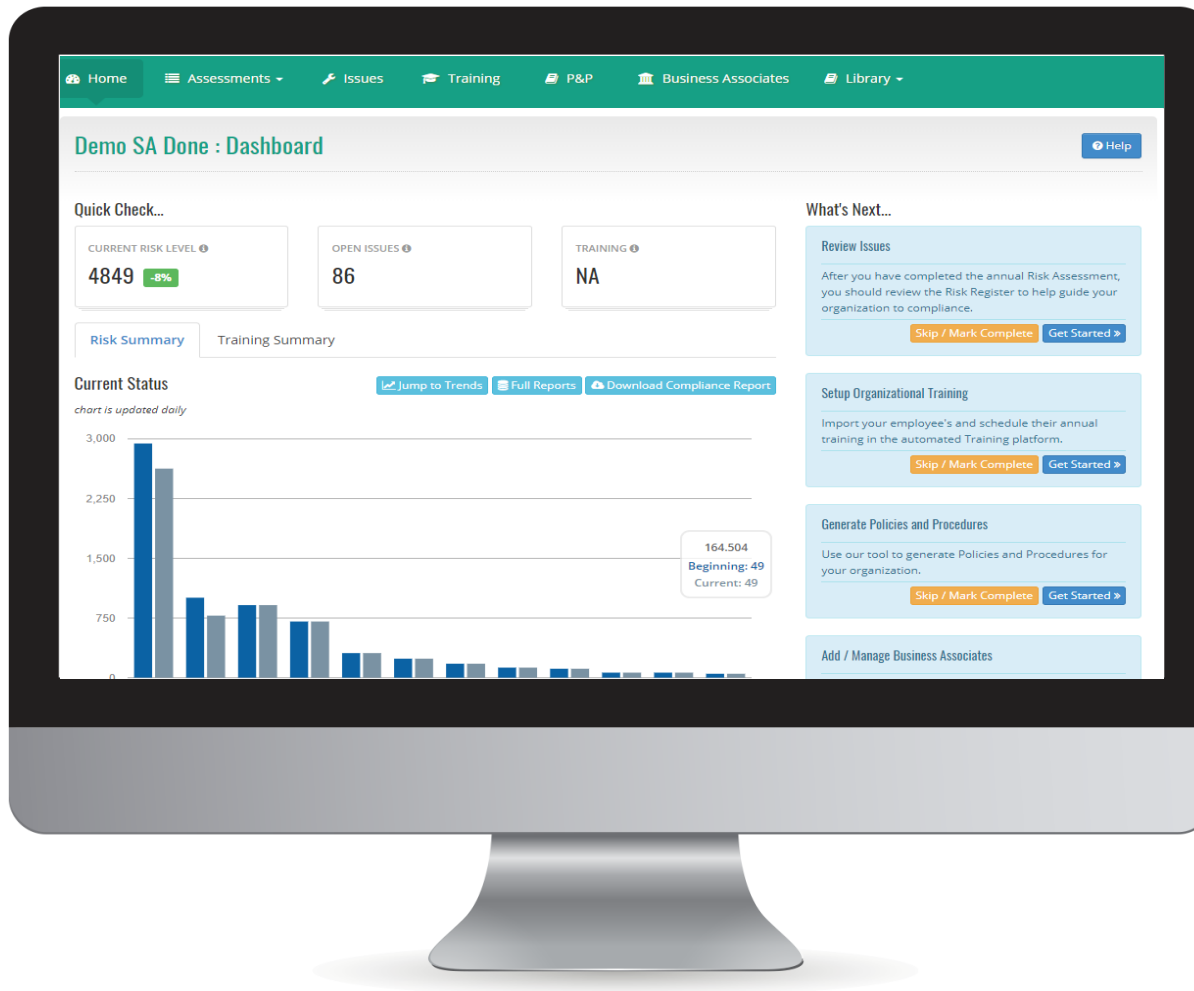 Home Assessments Issues Training P&P Business Associates Library
Demo SA Done : Dashboard
Help
Quick Check...
CURRENT RISK LEVEL
4849 -8%
OPEN ISSUES
86
TRAINING
NA
Risk Summary Training Summary
Current Status
Jump to Trends Full Reports Download Compliance Report
chart is updated daily
3,000
2,250
1,500
750
0
164.504
Beginning: 49
Current: 49
What's Next...
Review Issues
After you have completed the annual Risk Assessment,
you should review the Risk Register to help guide your
organization to compliance.
Skip / Mark Complete Get Started »
Setup Organizational Training
Import your employee's and schedule their annual
training in the automated Training platform.
Skip / Mark Complete Get Started »
Generate Policies and Procedures
Use our tool to generate Policies and Procedures for
your organization.
Skip / Mark Complete Get Started »
Add / Manage Business Associates